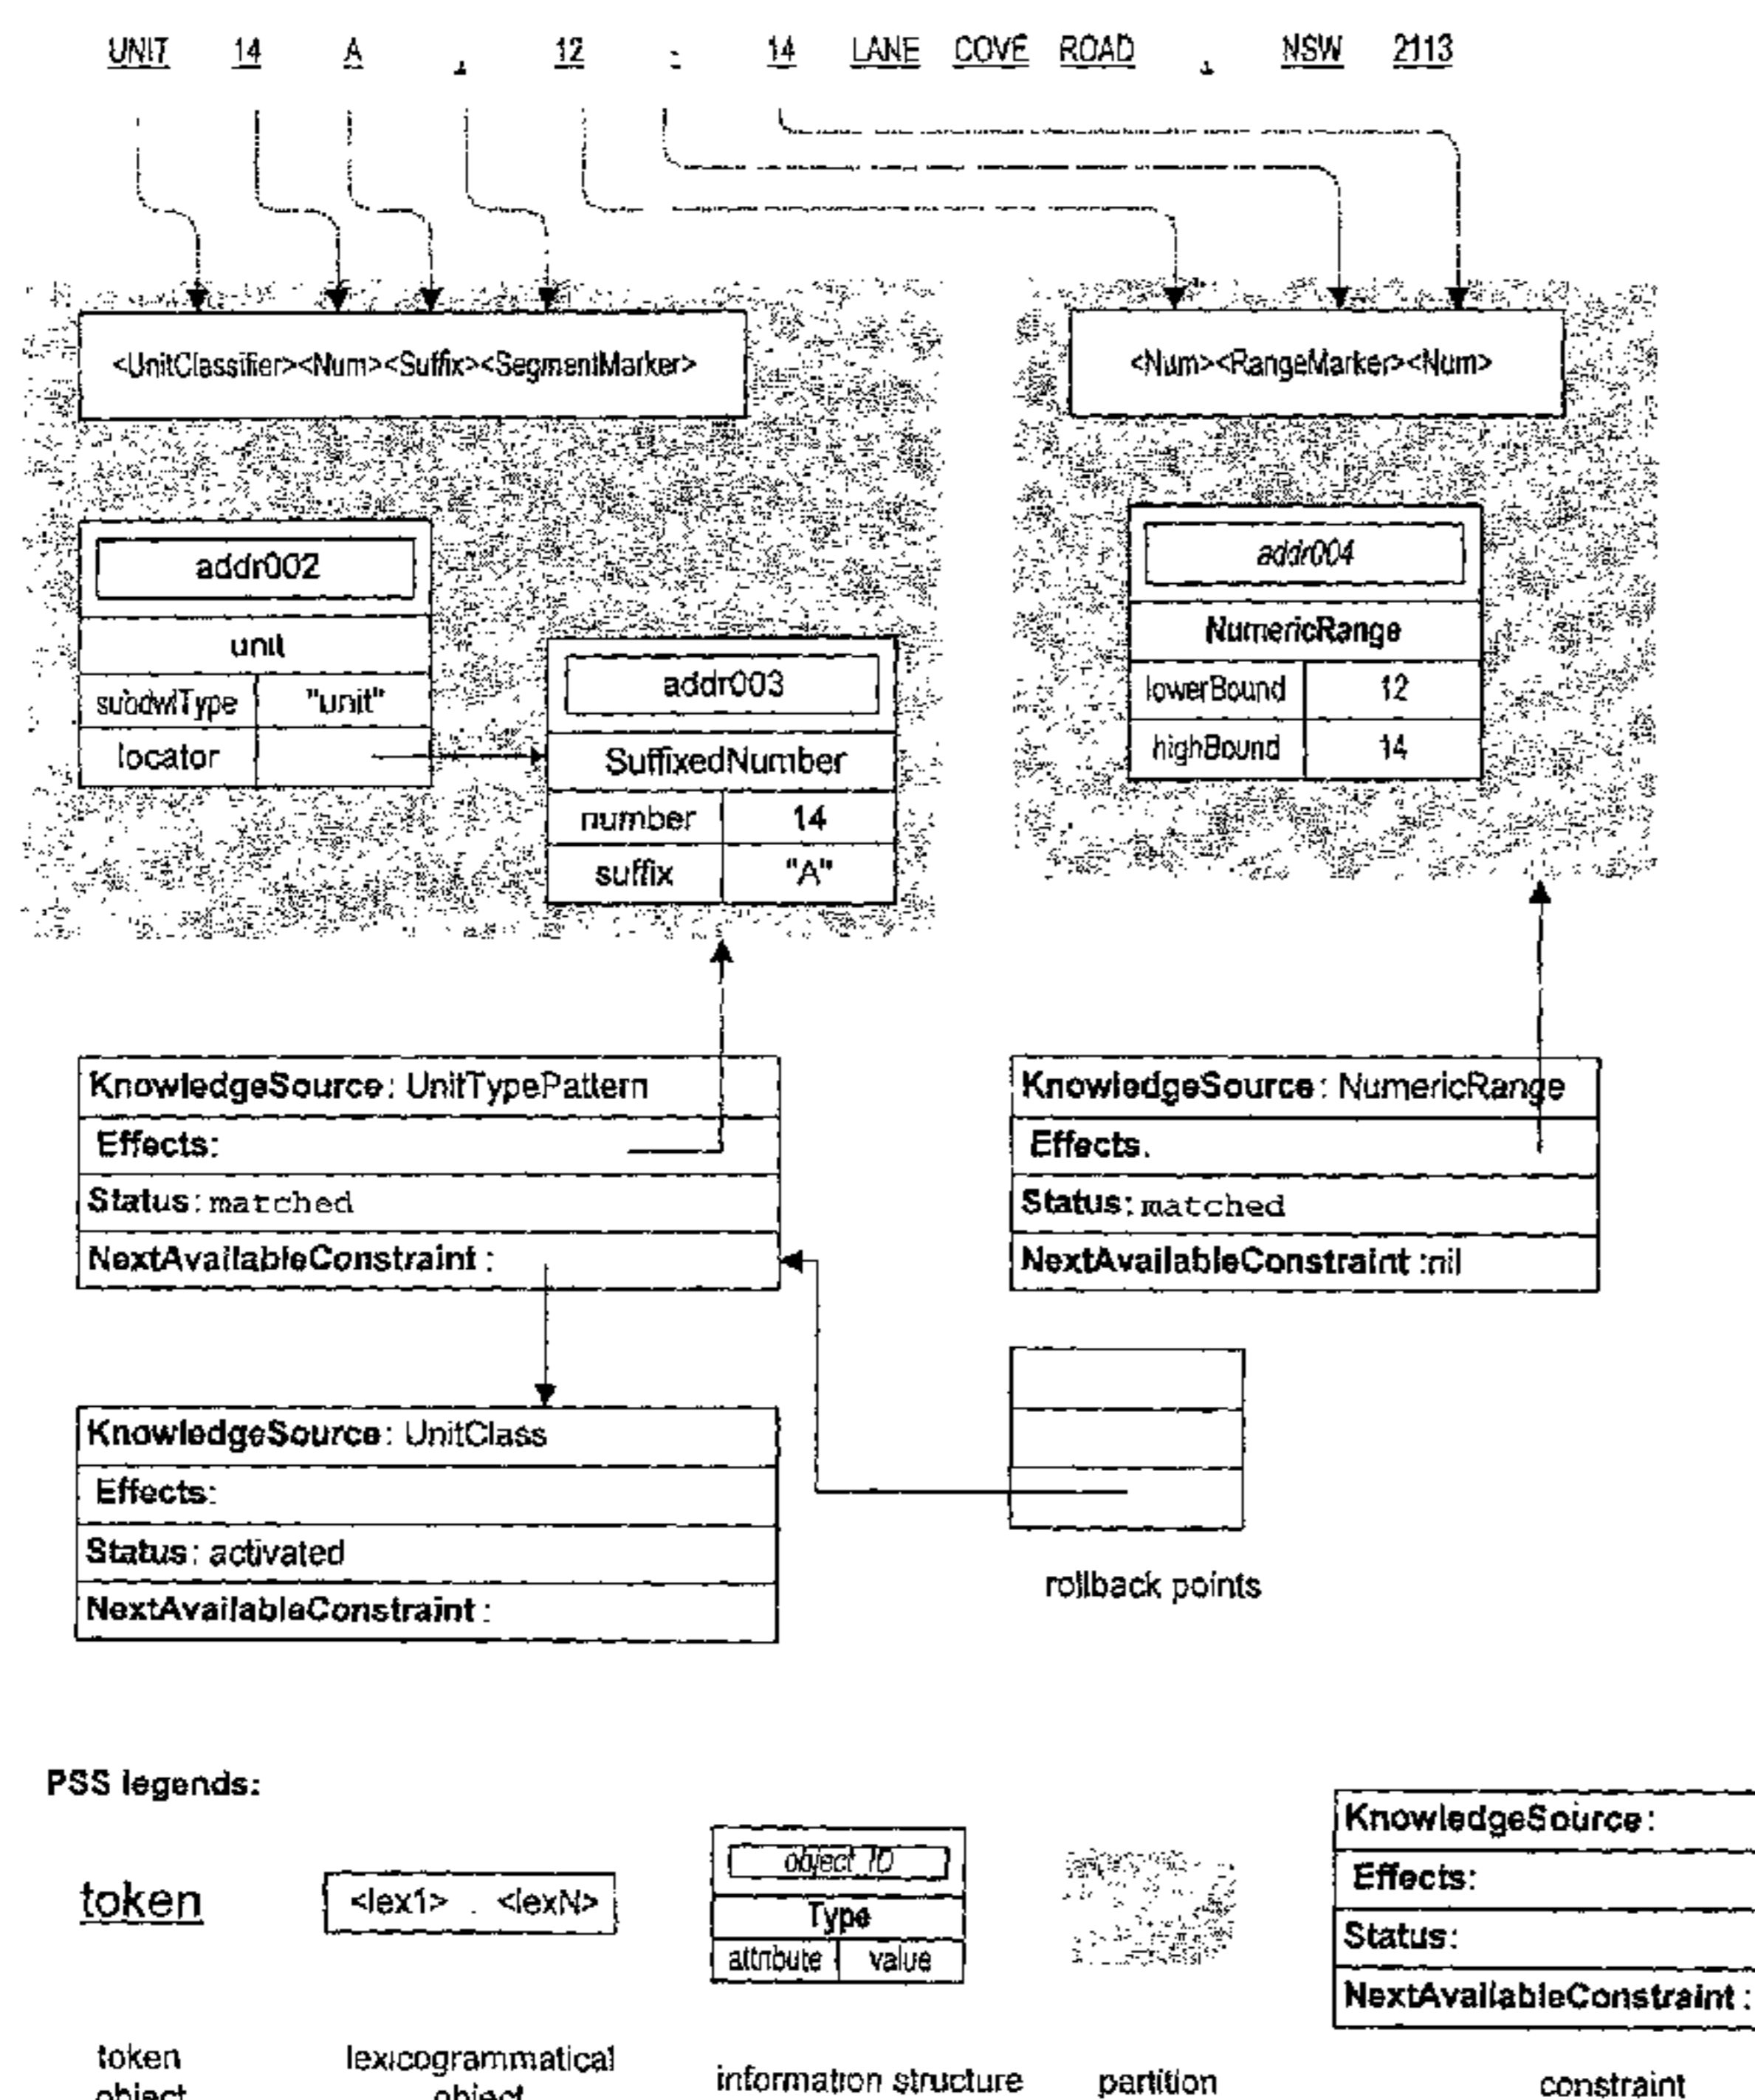 UNIT 14 A , 12 - 14 LANE COVE ROAD , NSW 2113
<UnitClassifier><Num><Suffix><SegmentMarker>
<Num><RangeMarker><Num>
addr002
unit
subdwlType "unit"
locator
addr003
SuffixedNumber
number 14
suffix "A"
addr004
NumericRange
lowerBound 12
highBound 14
KnowledgeSource: UnitTypePattern
Effects:
Status: matched
NextAvailableConstraint:
KnowledgeSource: NumericRange
Effects:
Status: matched
NextAvailableConstraint :nil
KnowledgeSource: UnitClass
Effects:
Status: activated
NextAvailableConstraint:
rollback points
PSS legends:
token
<lex1> . <lexN>
object_ID
Type
attribute value
KnowledgeSource:
Effects:
Status:
NextAvailableConstraint:
token
object
lexicogrammatical
object
information structure
partition
constraint